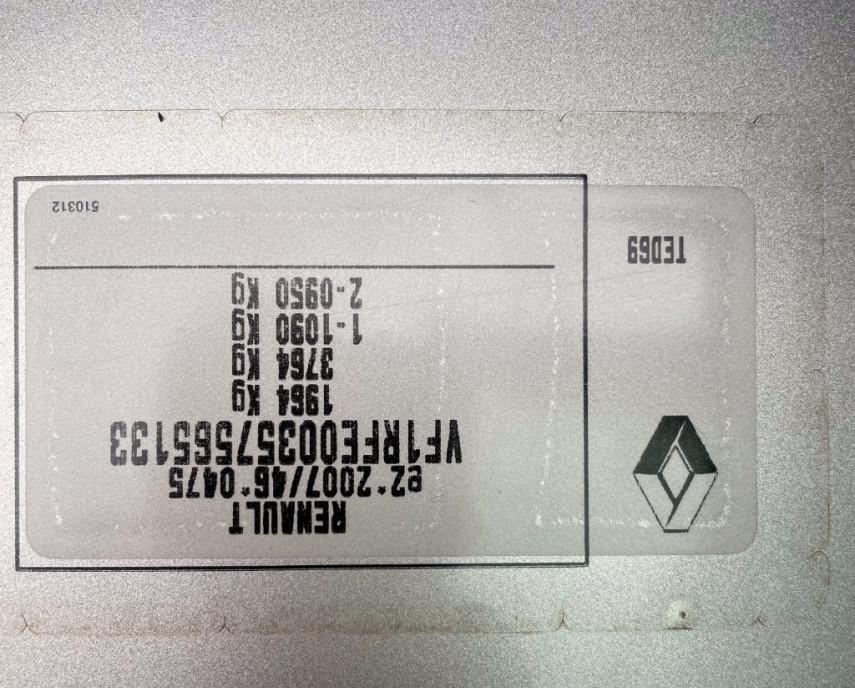 RENAULT
e2*2007/46*0475
VF1RFE00357565133
1964 Kg
3764 Kg
1-1090 Kg
2-0950 Kg
510312
TED69